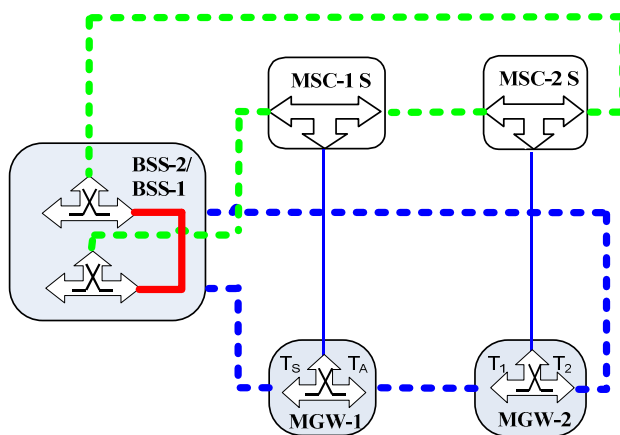 MSC-1 S
MSC-2 S
BSS-2/
BSS-1
TS
TA
T1
T2
MGW-1
MGW-2